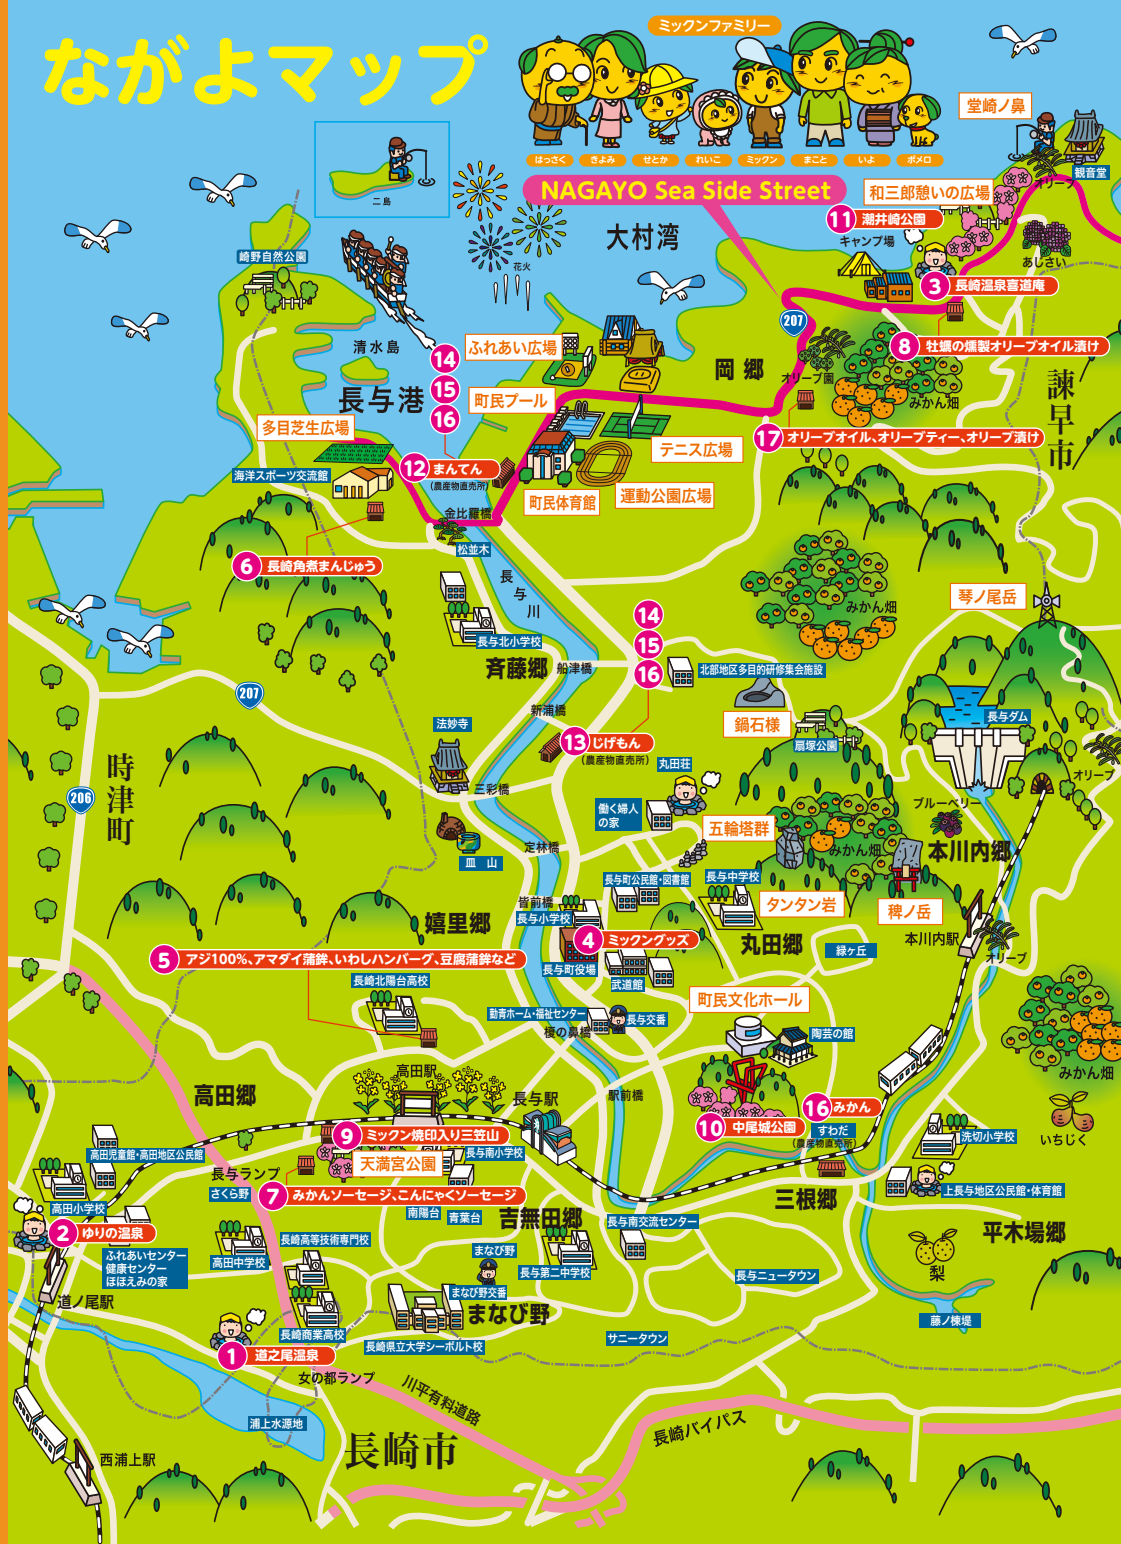 ながよマップ
ミックンファミリー
はっさく
きよみ
せとか
れいこ
ミックン
まこと
いよ
ポメロ
NAGAYO Sea Side Street
二島
花火
大村湾
堂崎ノ鼻
観音堂
オリーブ
和三郎憩いの広場
11 潮井崎公園
キャンプ場
あじさい
3 長崎温泉喜道庵
崎野自然公園
207
8 牡蠣の燻製オリーブオイル漬け
清水島
14
15
16
ふれあい広場
岡郷
オリーブ園
みかん畑
諫早市
長与港
町民プール
多目芝生広場
テニス広場
17 オリーブオイル、オリーブティー、オリーブ漬け
12 まんてん
(農産物直売所)
海洋スポーツ交流館
町民体育館
運動公園広場
金比羅橋
松並木
6 長崎角煮まんじゅう
長与川
みかん畑
琴ノ尾岳
14
15
16
長与北小学校
斉藤郷
船津橋
北部地区多目的研修集会施設
207
新浦橋
鍋石様
長与ダム
法妙寺
13 じげもん
(農産物直売所)
扇塚公園
丸田荘
オリーブ
時津町
206
三彩橋
働く婦人
の家
ブルーベリー
五輪塔群
みかん畑
本川内郷
定林橋
皿山
長与町公民館・図書館
長与中学校
タンタン岩
稗ノ岳
皆前橋
長与小学校
嬉里郷
4 ミックングッズ
丸田郷
本川内駅
緑ヶ丘
オリーブ
5 アジ100%、アマダイ蒲鉾、いわしハンバーグ、豆腐蒲鉾など
長与町役場
武道館
長崎北陽台高校
町民文化ホール
勤青ホーム・福祉センター
長与交番
榎の鼻橋
陶芸の館
高田駅
みかん畑
高田郷
長与駅
駅前橋
16 みかん
すわだ
(農産物直売所)
10 中尾城公園
いちじく
9 ミックン焼印入り三笠山
洗切小学校
高田児童館・高田地区公民館
長与南小学校
天満宮公園
長与ランプ
さくら野
7 みかんソーセージ、こんにゃくソーセージ
三根郷
上長与地区公民館・体育館
高田小学校
南陽台
青葉台
吉無田郷
長与南交流センター
平木場郷
2 ゆりの温泉
ふれあいセンター
健康センター
ほほえみの家
高田中学校
長崎高等技術専門校
まなび野
長与第二中学校
長与ニュータウン
梨
まなび野交番
道ノ尾駅
まなび野
藤ノ棟堤
長崎商業高校
長崎県立大学シーボルト校
サニータウン
1 道之尾温泉
女の都ランプ
川平有料道路
浦上水源地
長崎市
長崎バイパス
西浦上駅